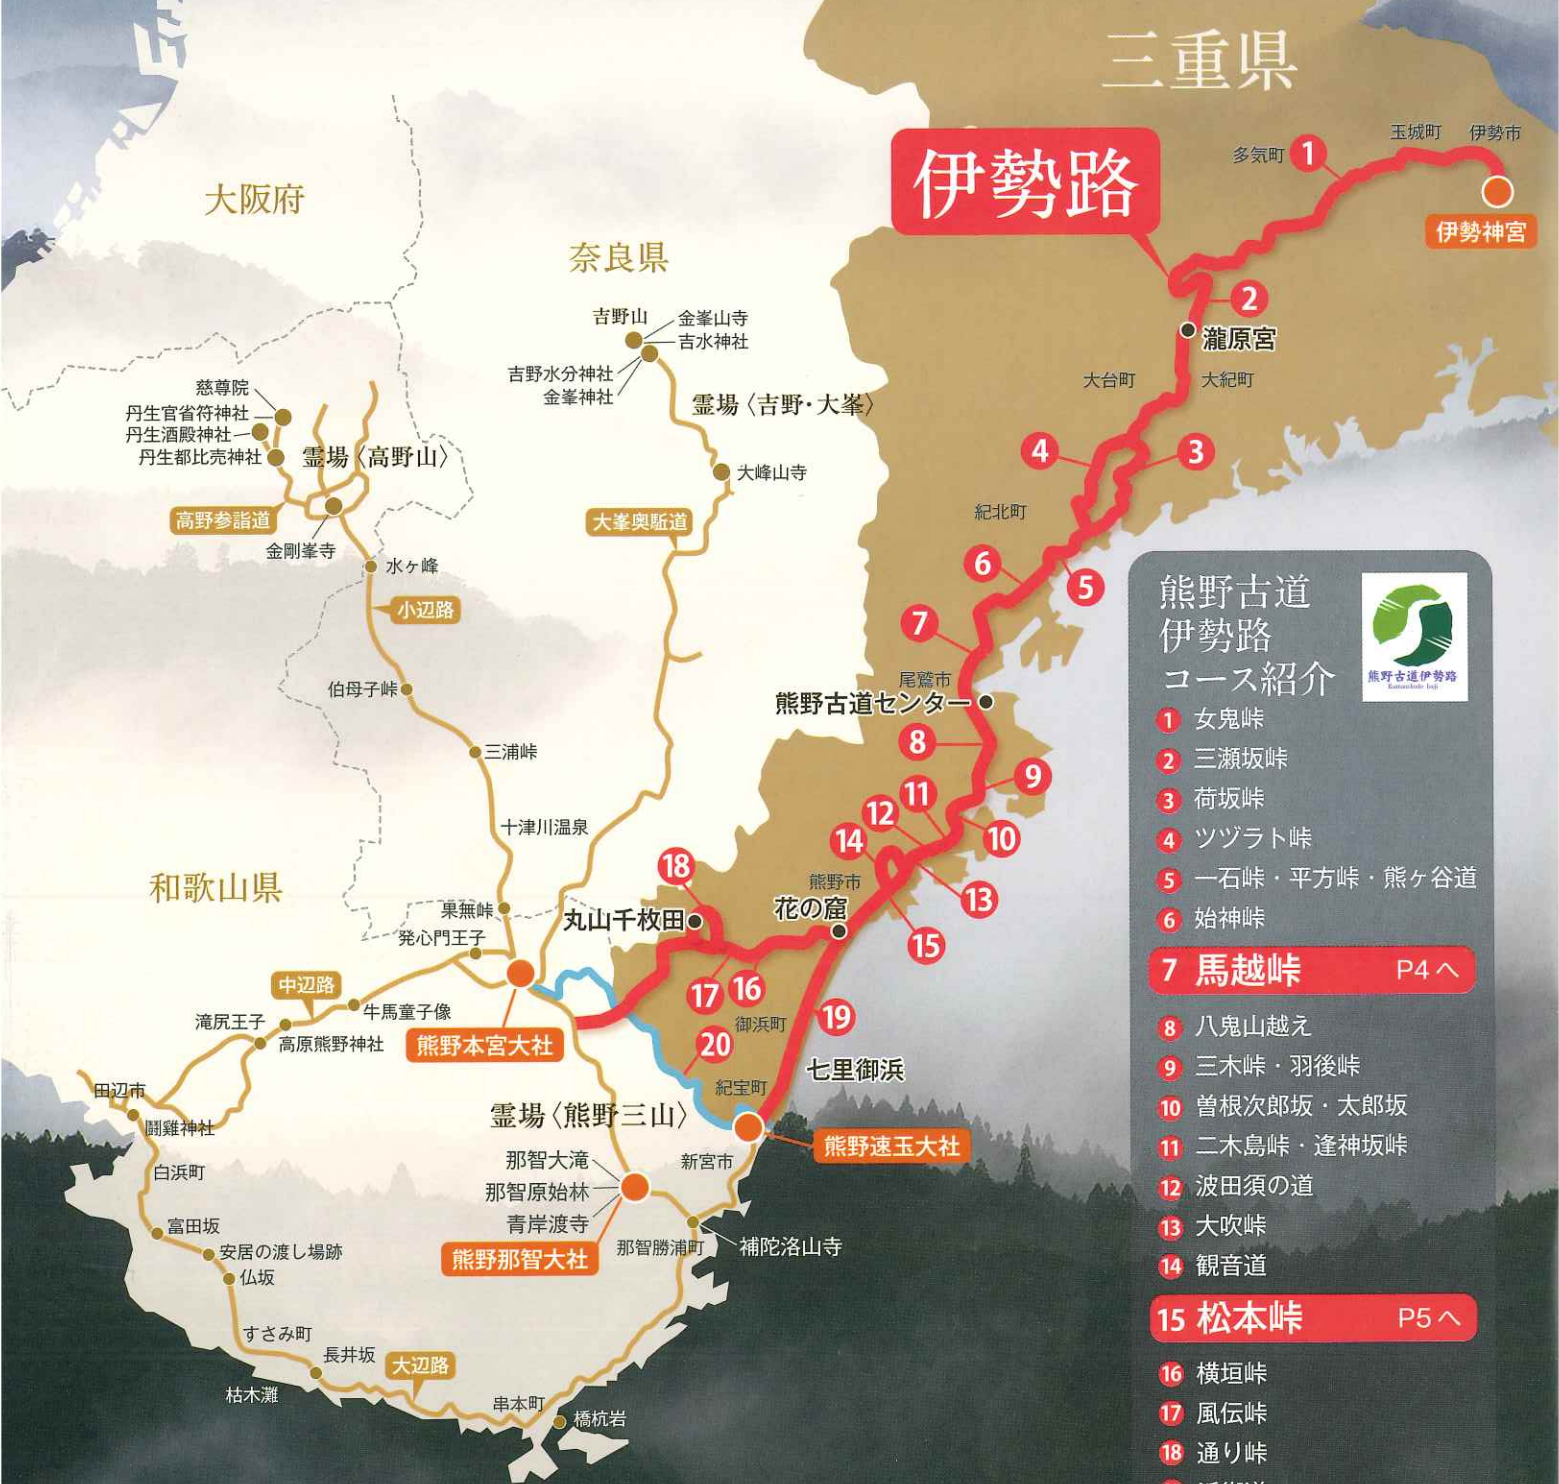 三重県
伊勢路
多気町
1
玉城町
伊勢市
伊勢神宮
大阪府
奈良県
2
瀧原宮
吉野山
金峯山寺
吉水神社
吉野水分神社
金峯神社
霊場〈吉野・大峯〉
大台町
大紀町
慈尊院
丹生官省符神社
丹生酒殿神社
丹生都比売神社
霊場〈高野山〉
大峰山寺
4
3
高野参詣道
金剛峯寺
大峯奥駈道
紀北町
水ヶ峰
6
5
小辺路
7
伯母子峠
尾鷲市
熊野古道センター
三浦峠
8
9
11
12
10
14
十津川温泉
18
熊野市
13
和歌山県
果無峠
丸山千枚田
花の窟
発心門王子
15
中辺路
牛馬童子像
17
16
滝尻王子
高原熊野神社
熊野本宮大社
御浜町
19
20
七里御浜
田辺市
紀宝町
闘雞神社
霊場〈熊野三山〉
熊野速玉大社
白浜町
那智大滝
那智原始林
青岸渡寺
新宮市
富田坂
熊野那智大社
那智勝浦町
補陀洛山寺
安居の渡し場跡
仏坂
すさみ町
長井坂
大辺路
枯木灘
串本町
橋杭岩
熊野古道
伊勢路
コース紹介
熊野古道伊勢路
Kumanokodo Iseji
1 女鬼峠
2 三瀬坂峠
3 荷坂峠
4 ツヅラト峠
5 一石峠・平方峠・熊ヶ谷道
6 始神峠
7 馬越峠 P4へ
8 八鬼山越え
9 三木峠・羽後峠
10 曽根次郎坂・太郎坂
11 二木島峠・逢神坂峠
12 波田須の道
13 大吹峠
14 観音道
15 松本峠 P5へ
16 横垣峠
17 風伝峠
18 通り峠